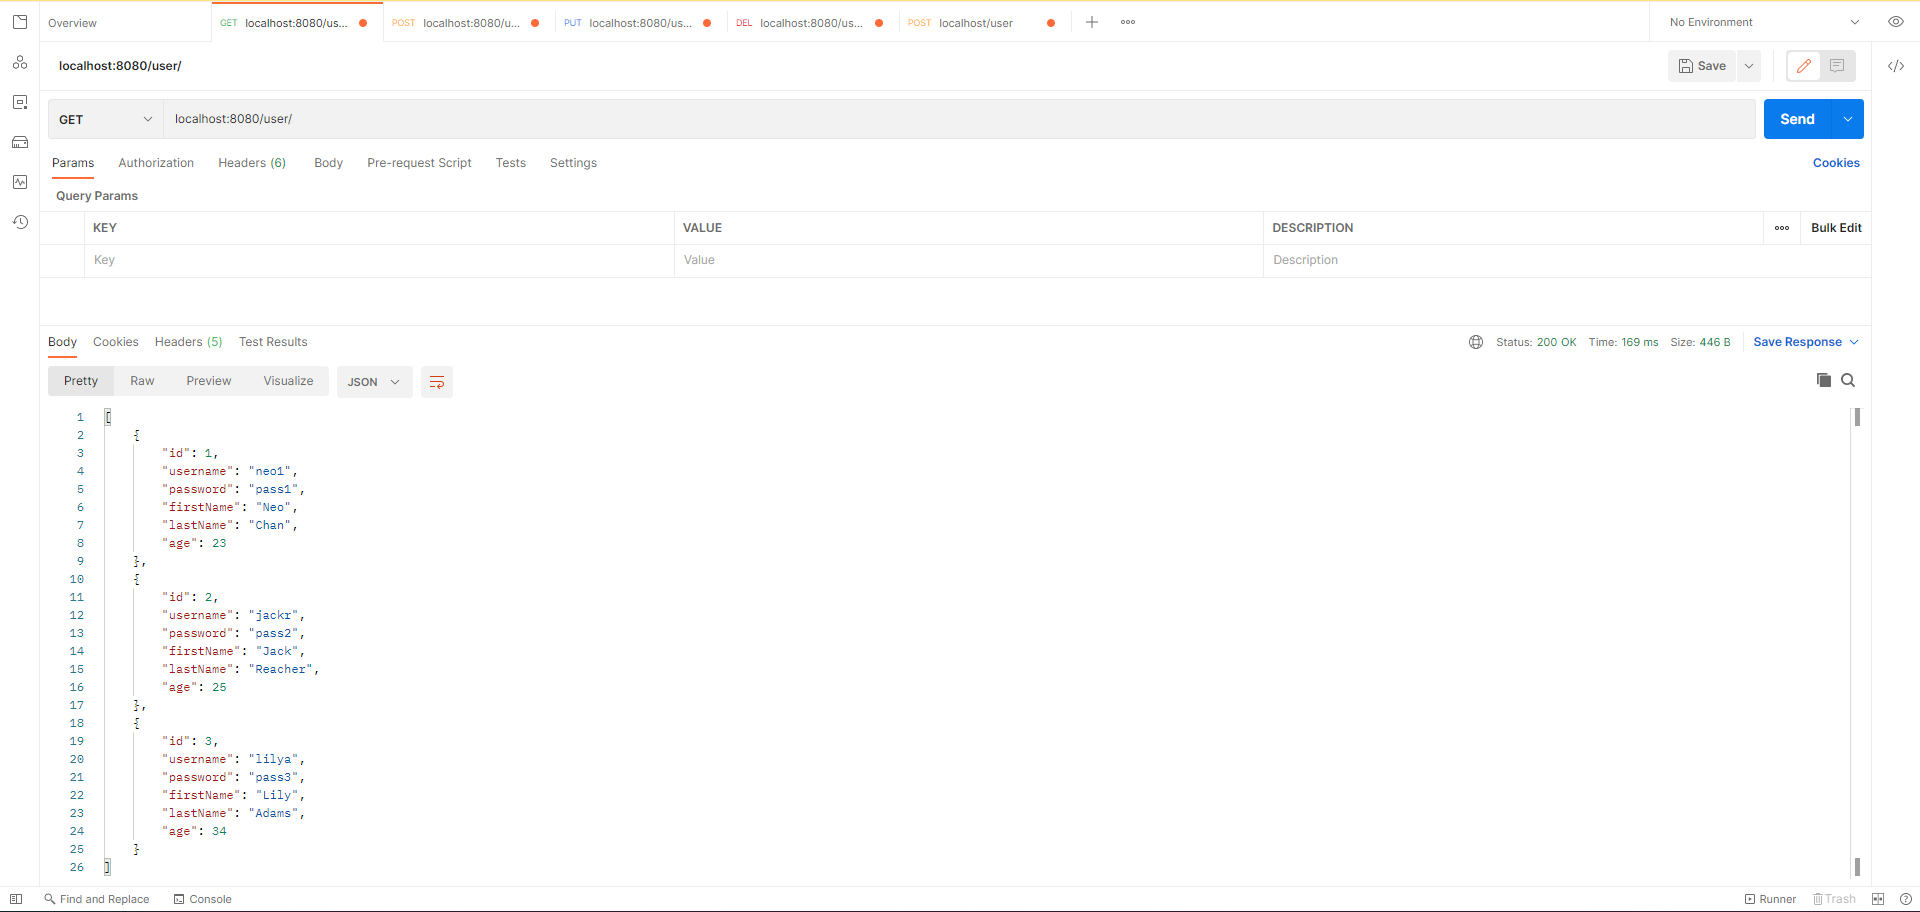 Overview
GET localhost:8080/us...
POST localhost:8080/u...
PUT localhost:8080/us...
DEL localhost:8080/us...
POST localhost/user
No Environment
localhost:8080/user/
Save
GET
localhost:8080/user/
Send
Params
Authorization
Headers (6)
Body
Pre-request Script
Tests
Settings
Cookies
Query Params
KEY
VALUE
DESCRIPTION
Bulk Edit
Key
Value
Description
Body
Cookies
Headers (5)
Test Results
Status: 200 OK
Time: 169 ms
Size: 446 B
Save Response
Pretty
Raw
Preview
Visualize
JSON
1 [
2 {
3 "id": 1,
4 "username": "neo1",
5 "password": "pass1",
6 "firstName": "Neo",
7 "lastName": "Chan",
8 "age": 23
9 },
10 {
11 "id": 2,
12 "username": "jackr",
13 "password": "pass2",
14 "firstName": "Jack",
15 "lastName": "Reacher",
16 "age": 25
17 },
18 {
19 "id": 3,
20 "username": "lilya",
21 "password": "pass3",
22 "firstName": "Lily",
23 "lastName": "Adams",
24 "age": 34
25 }
26 ]
Find and Replace
Console
Runner
Trash